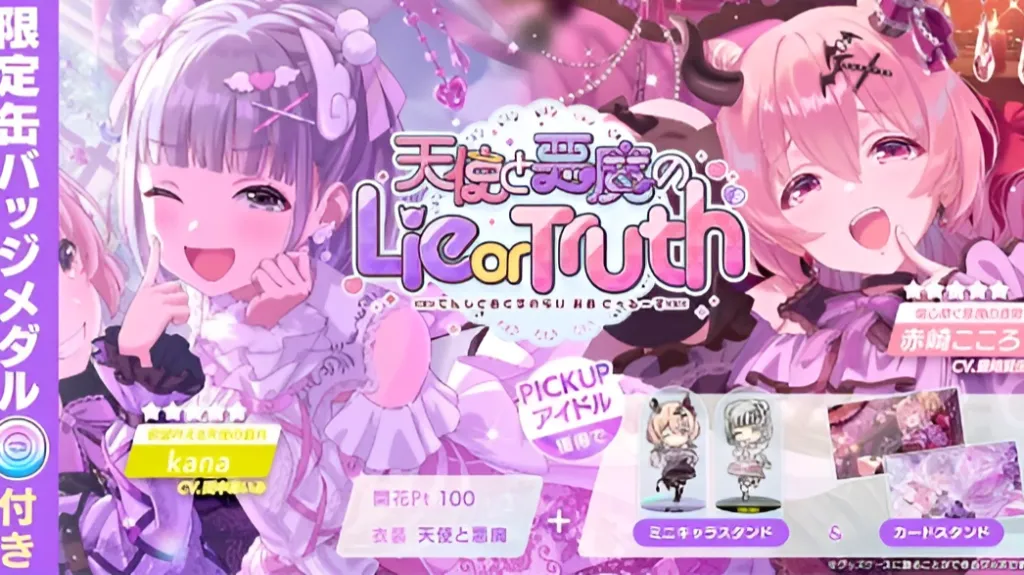 限定缶バッジメダル付き
天使と悪魔の
Lie or Truth
赤崎こころ
kana
PICKUP
アイドル
獲得で
開花Pt 100
衣装 天使と悪魔
+
ミニキャラスタンド
&
カードスタンド